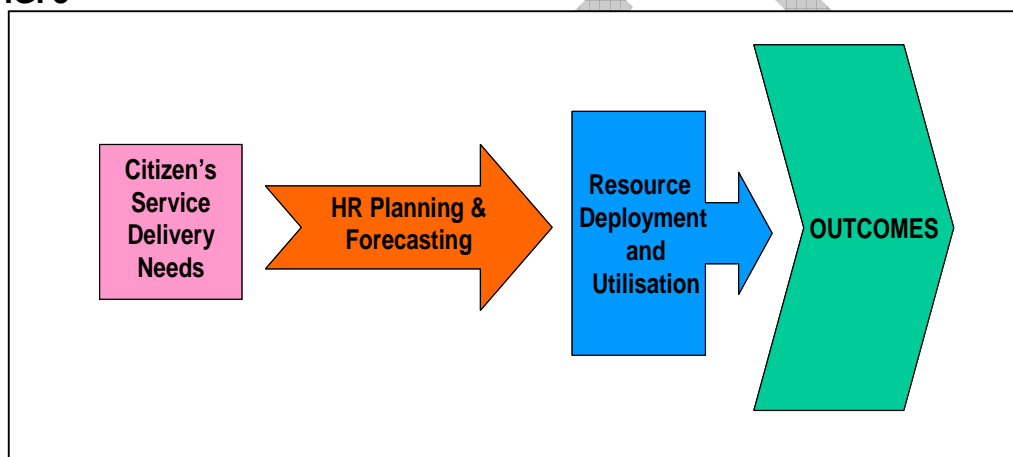 Citizen's
Service
Delivery
Needs
HR Planning &
Forecasting
Resource
Deployment
and
Utilisation
OUTCOMES